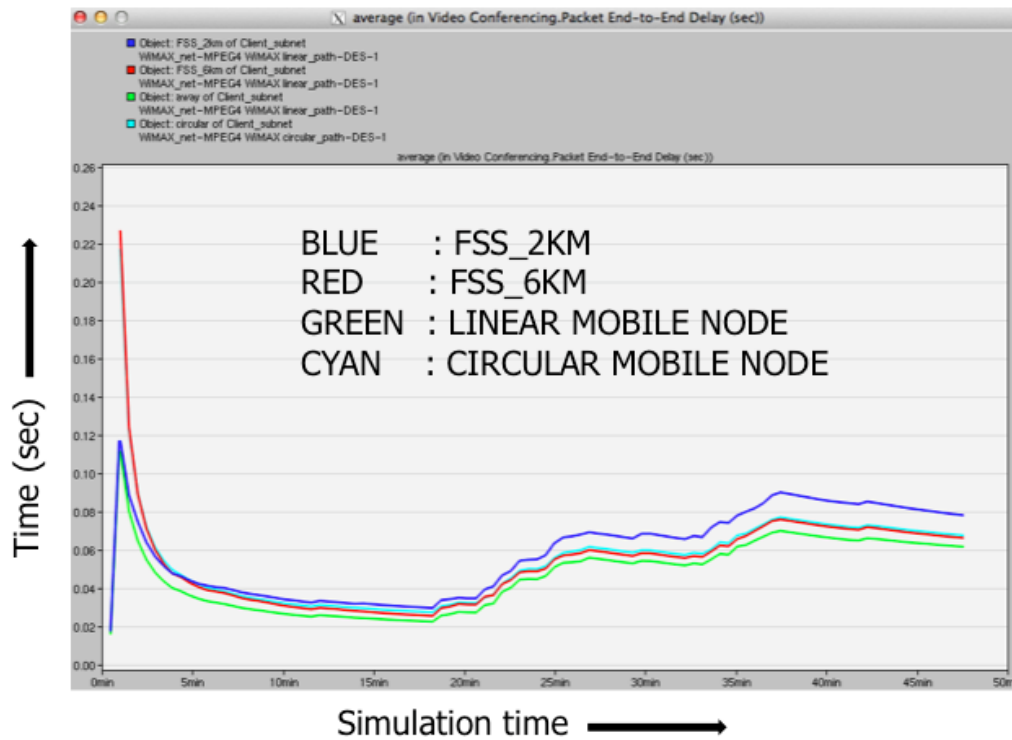 average (in Video Conferencing.Packet End-to-End Delay (sec))
Object: FSS_2km of Client_subnet
WiMAX_net-MPEG4 WiMAX linear_path-DES-1
Object: FSS_6km of Client_subnet
WiMAX_net-MPEG4 WiMAX linear_path-DES-1
Object: away of Client_subnet
WiMAX_net-MPEG4 WiMAX linear_path-DES-1
Object: circular of Client_subnet
WiMAX_net-MPEG4 WiMAX circular_path-DES-1
average (in Video Conferencing.Packet End-to-End Delay (sec))
0.26
0.24
0.22
0.20
0.18
0.16
0.14
0.12
0.10
0.08
0.06
0.04
0.02
0.00
BLUE : FSS_2KM
RED : FSS_6KM
GREEN : LINEAR MOBILE NODE
CYAN : CIRCULAR MOBILE NODE
Time (sec)
0min 5min 10min 15min 20min 25min 30min 35min 40min 45min 50m
Simulation time